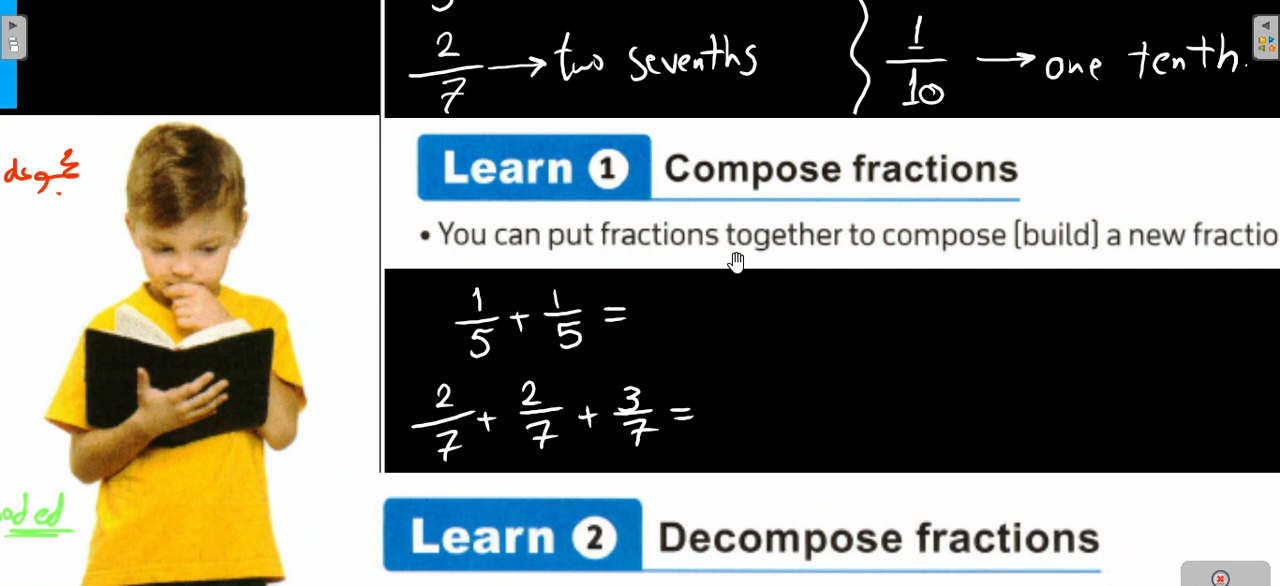 2/7 → two sevenths
1/10 → one tenth.
Learn 1 Compose fractions
• You can put fractions together to compose [build] a new fractio
1/5 + 1/5 =
2/7 + 2/7 + 3/7 =
Learn 2 Decompose fractions